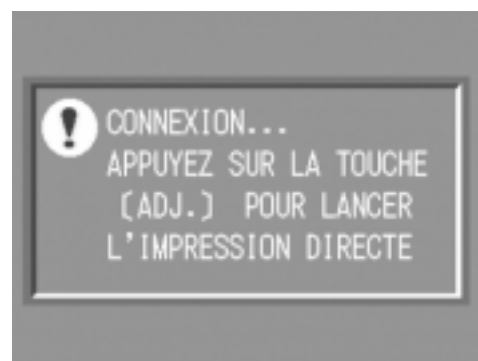 CONNEXION...
APPUYEZ SUR LA TOUCHE
[ADJ.] POUR LANCER
L'IMPRESSION DIRECTE